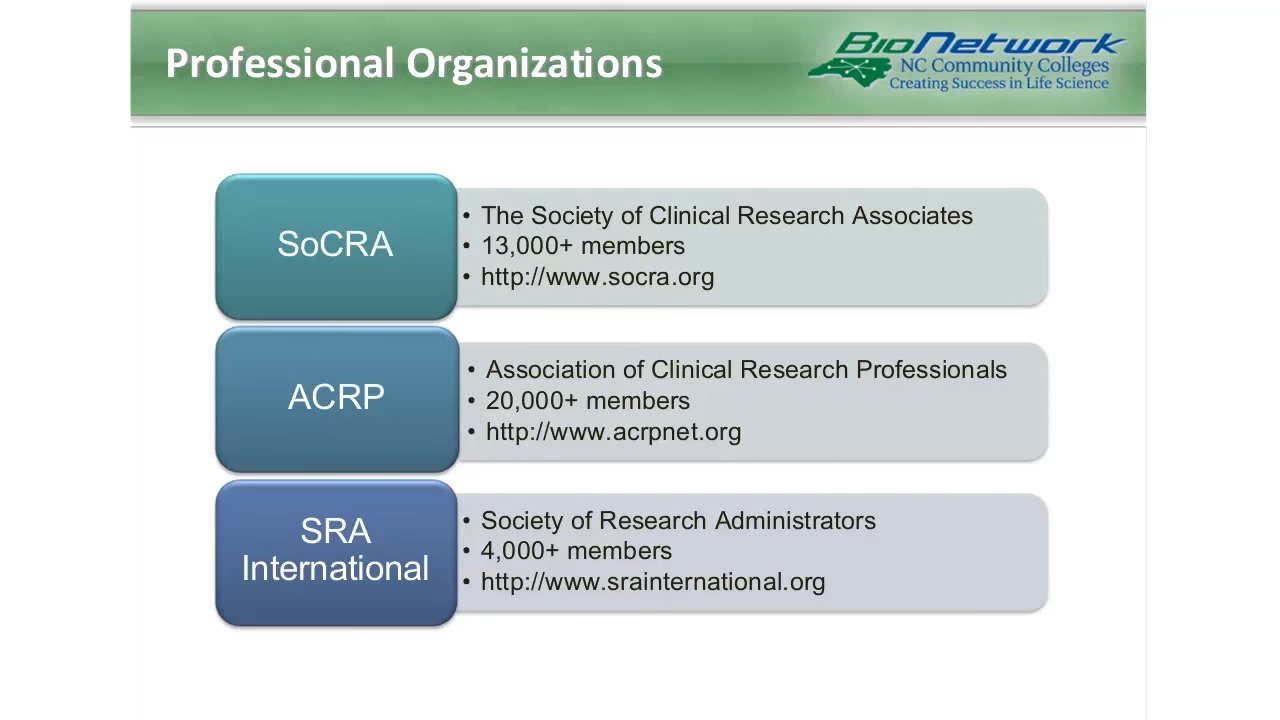 Professional Organizations
BioNetwork
NC Community Colleges
Creating Success in Life Science
SoCRA
• The Society of Clinical Research Associates
• 13,000+ members
• http://www.socra.org
ACRP
• Association of Clinical Research Professionals
• 20,000+ members
• http://www.acrpnet.org
SRA
International
• Society of Research Administrators
• 4,000+ members
• http://www.srainternational.org